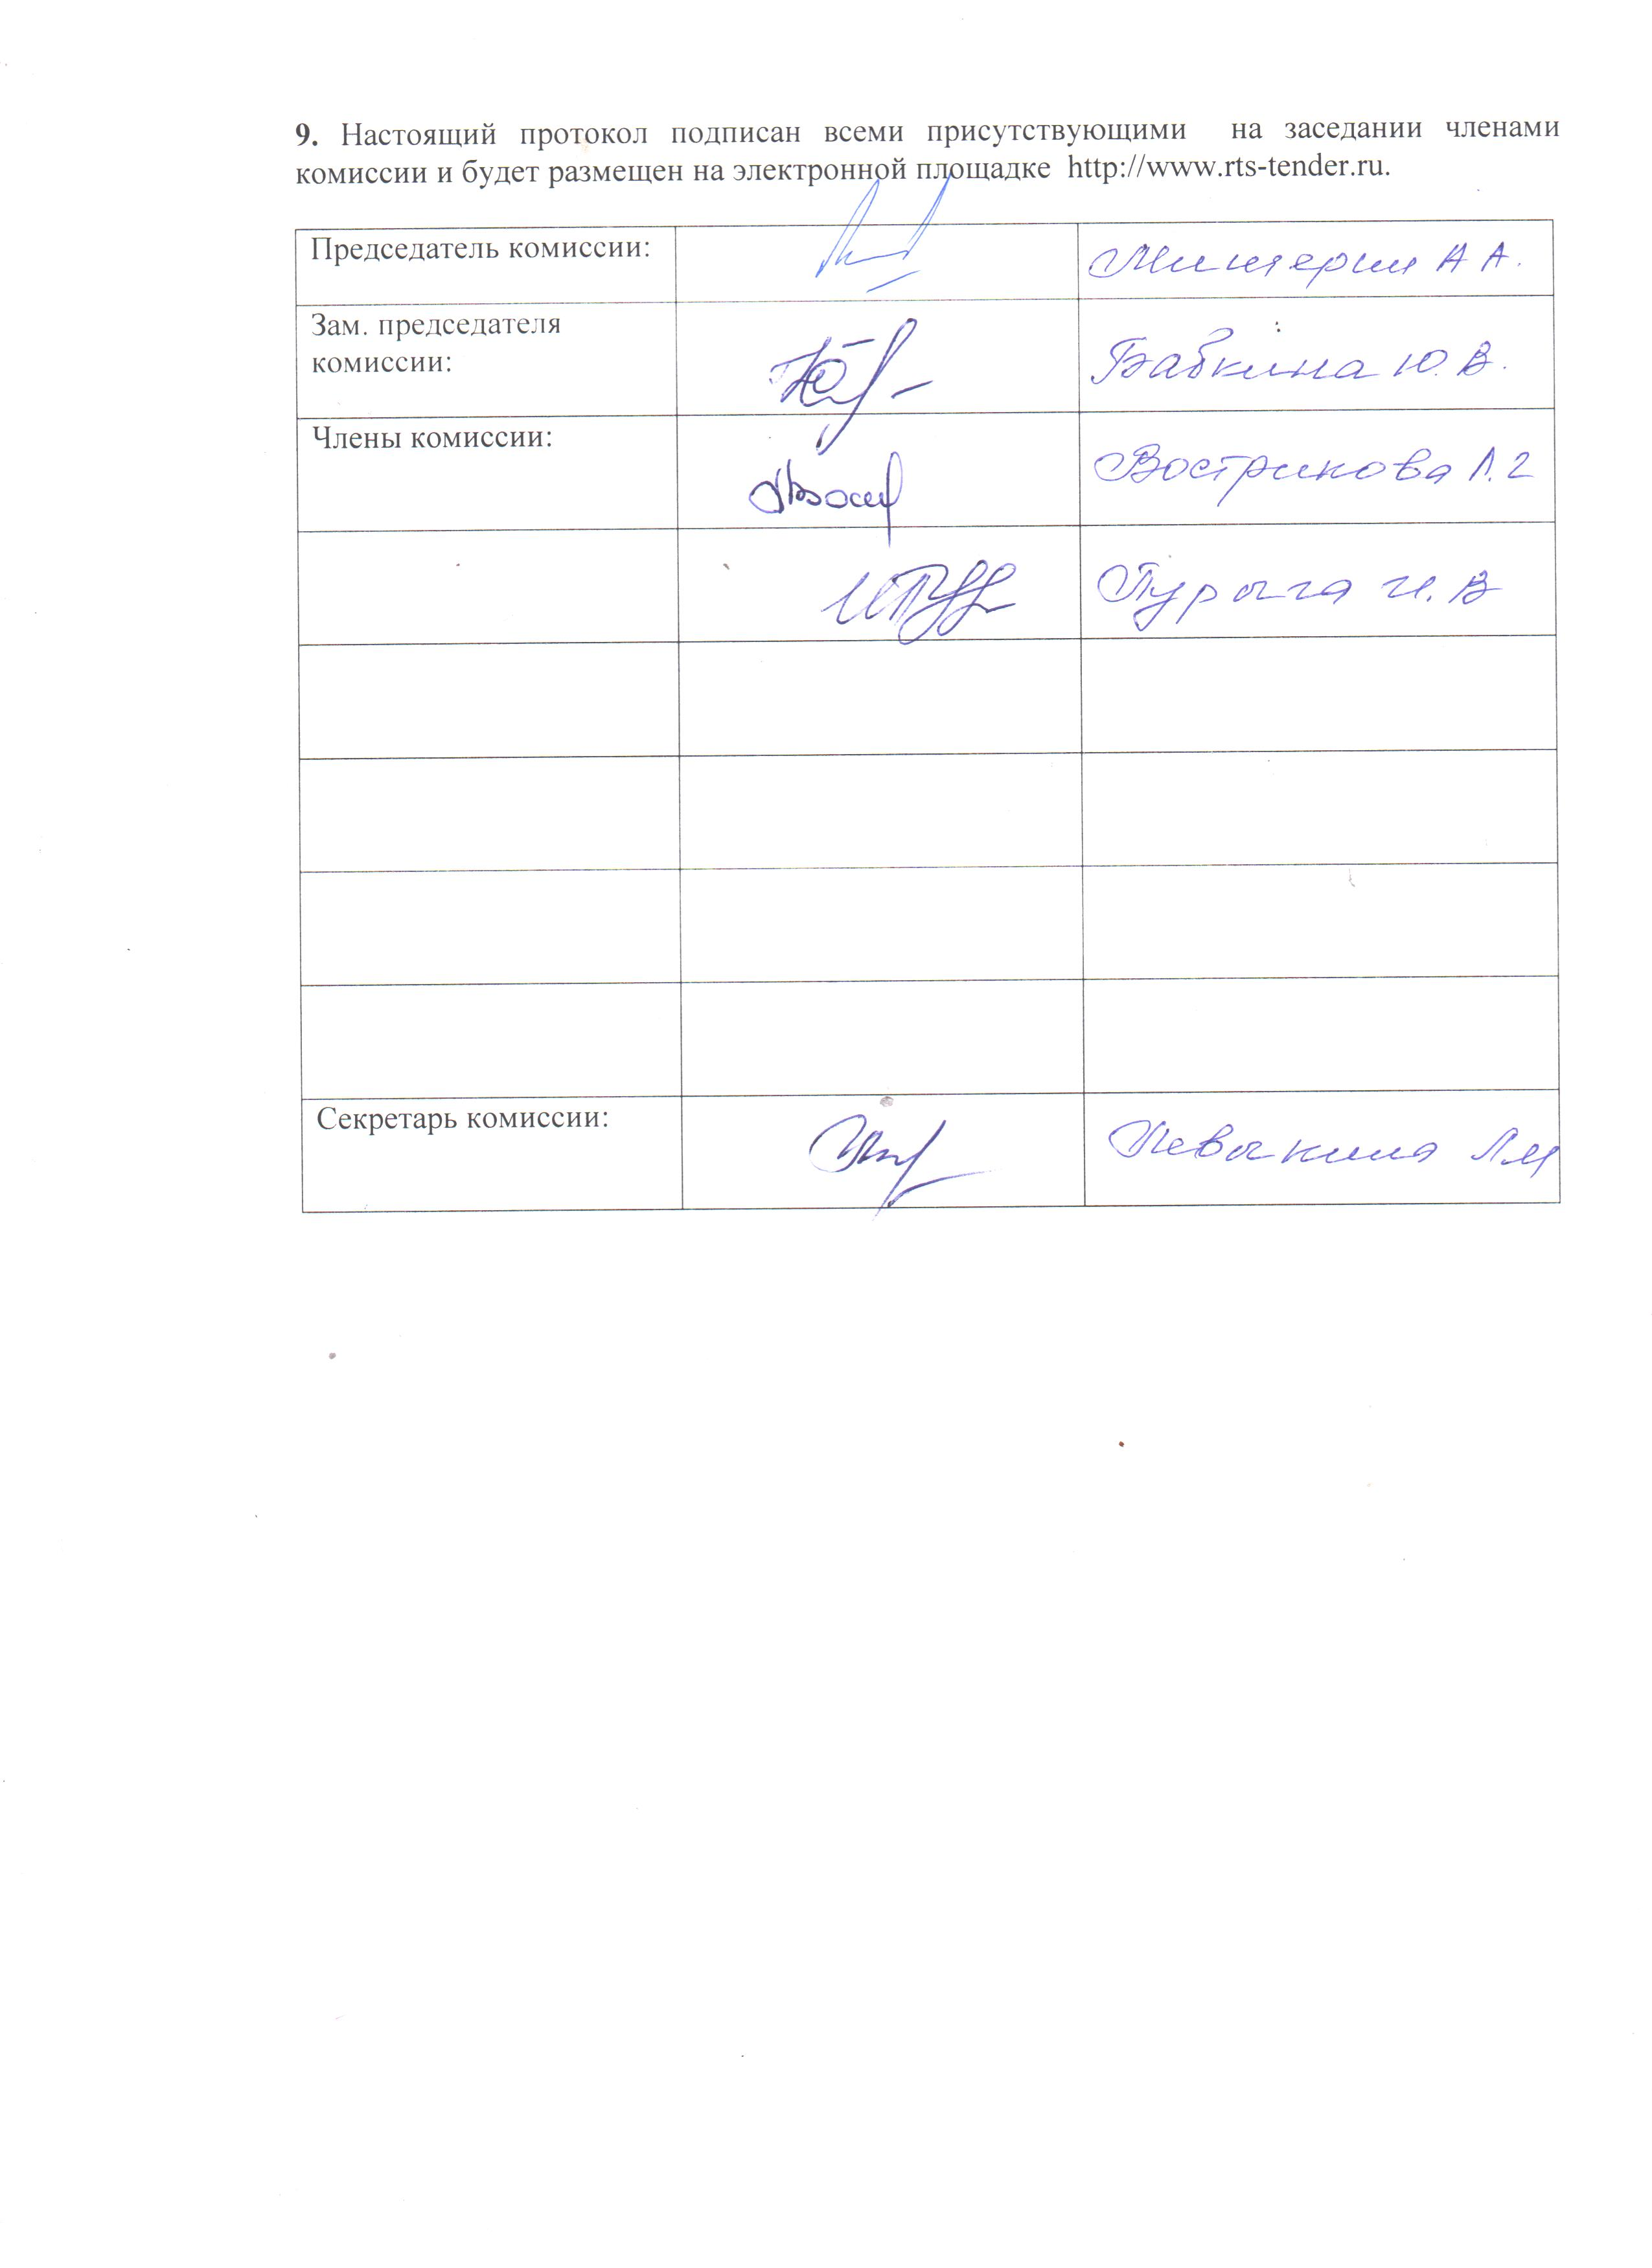 9. Настоящий протокол подписан всеми присутствующими на заседании членами
комиссии и будет размещен на электронной площадке http://www.rts-tender.ru.
Председатель комиссии:
А А.
Зам. председателя
комиссии:
Бабкина Ю. В.
Члены комиссии:
Вострикова Л. Г
Пурыга И. В
Секретарь комиссии: